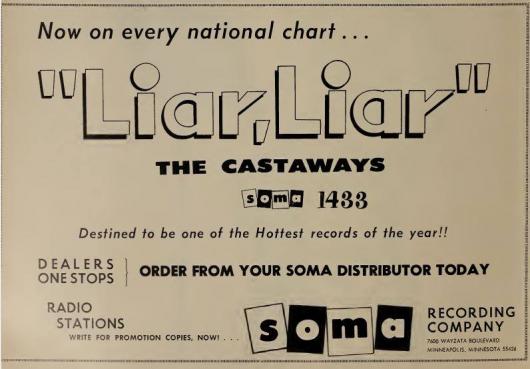 Now on every national chart...
"Liar, Liar"
THE CASTAWAYS
soma 1433
Destined to be one of the Hottest records of the year!!
DEALERS
ONE STOPS
ORDER FROM YOUR SOMA DISTRIBUTOR TODAY
RADIO
STATIONS
WRITE FOR PROMOTION COPIES, NOW! . . .
soma
RECORDING
COMPANY
7600 WAYZATA BOULEVARD
MINNEAPOLIS, MINNESOTA 55426